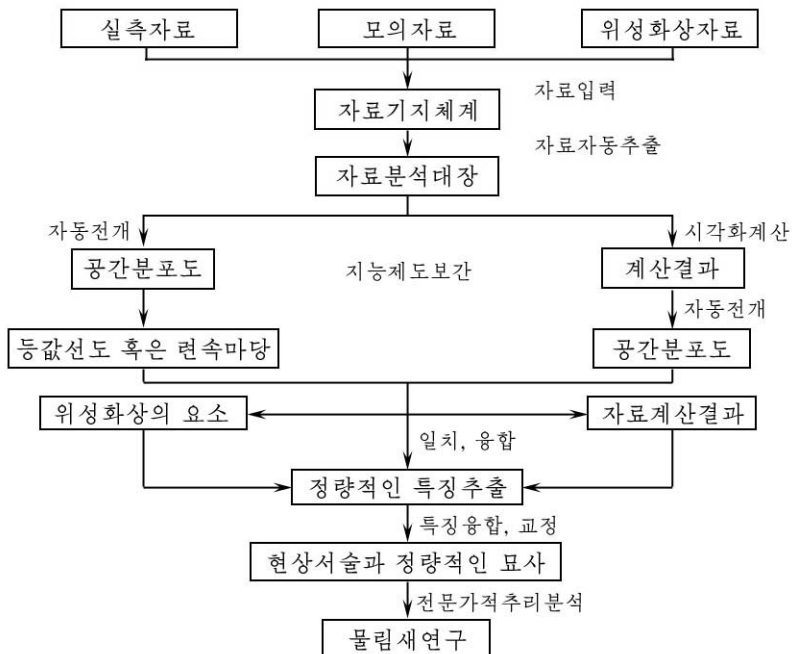 실측자료
모의자료
위성화상자료
자료입력
자료기지체계
자료자동추출
자료분석대장
자동전개
시각화계산
공간분포도
지능제도보간
계산결과
자동전개
등값선도 혹은 련속마당
공간분포도
위성화상의 요소
자료계산결과
일치, 융합
정량적인 특징추출
특징융합, 교정
현상서술과 정량적인 묘사
전문가적추리분석
물림새연구